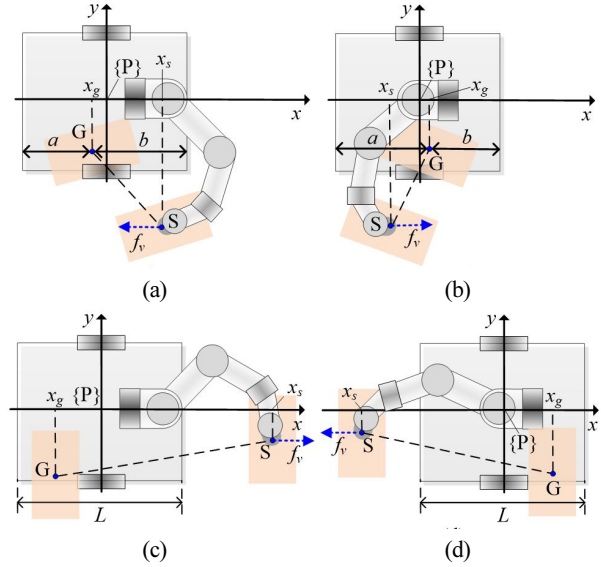 y
x_s
{P}
x_g
x
G
a
b
S
f_v
(a)
y
{P}
x_s
x_g
x
a
b
G
S
f_v
(b)
y
x_s
x_g
{P}
x
G
S
f_v
L
(c)
y
x_s
x_g
x
{P}
f_v
S
G
L
(d)